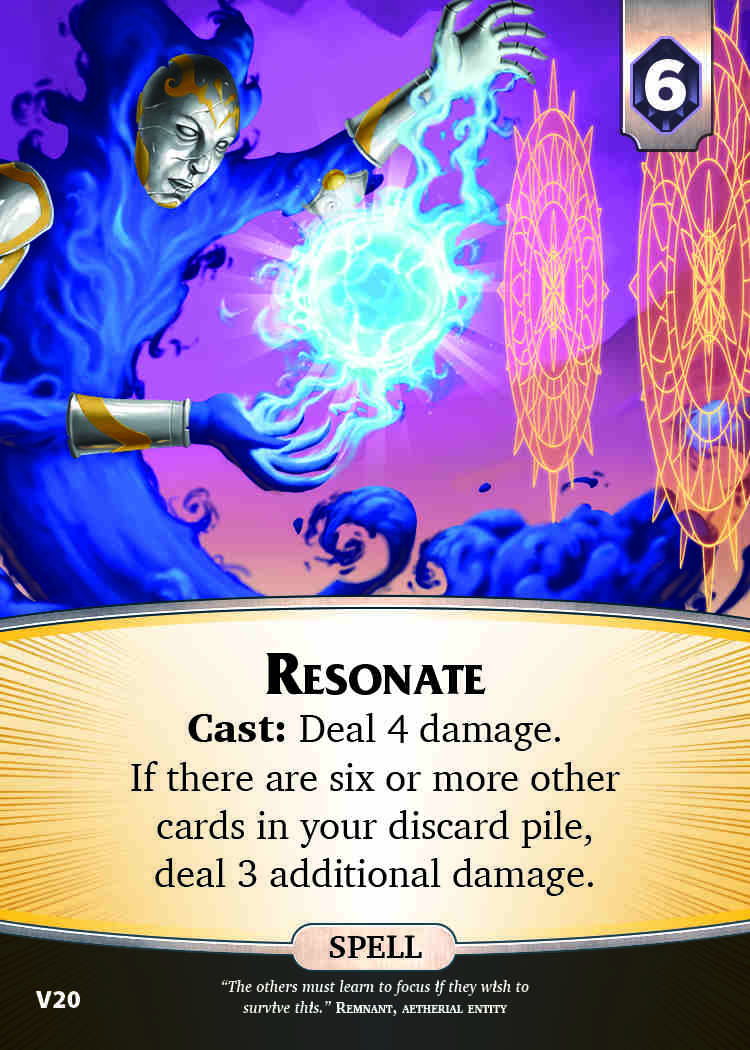 6
Resonate
Cast: Deal 4 damage.
If there are six or more other
cards in your discard pile,
deal 3 additional damage.
SPELL
V20
“The others must learn to focus if they wish to
survive this.” Remnant, aetherial entity